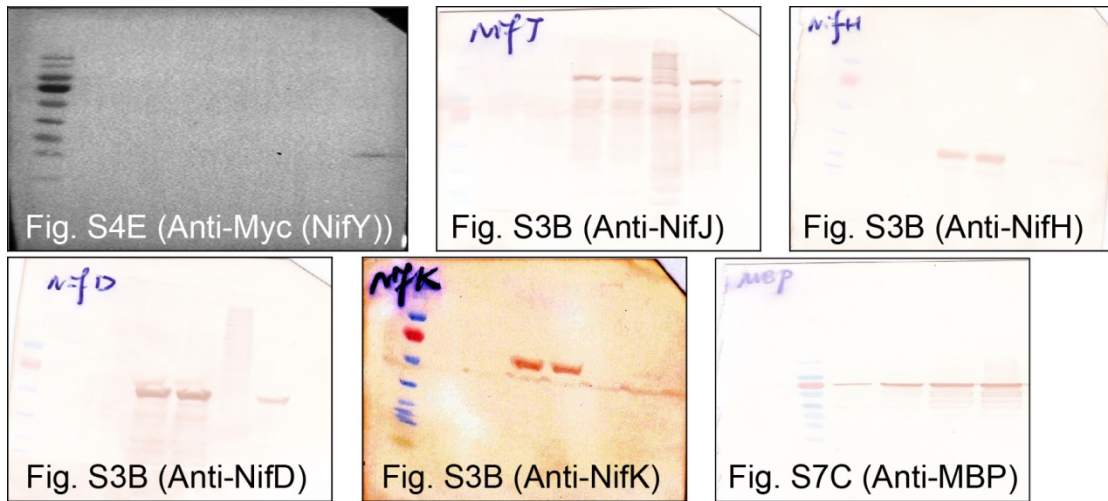 Fig. S4E (Anti-Myc (NifY))
NifJ
Fig. S3B (Anti-NifJ)
NifH
Fig. S3B (Anti-NifH)
NifD
Fig. S3B (Anti-NifD)
NifK
Fig. S3B (Anti-NifK)
MBP
Fig. S7C (Anti-MBP)